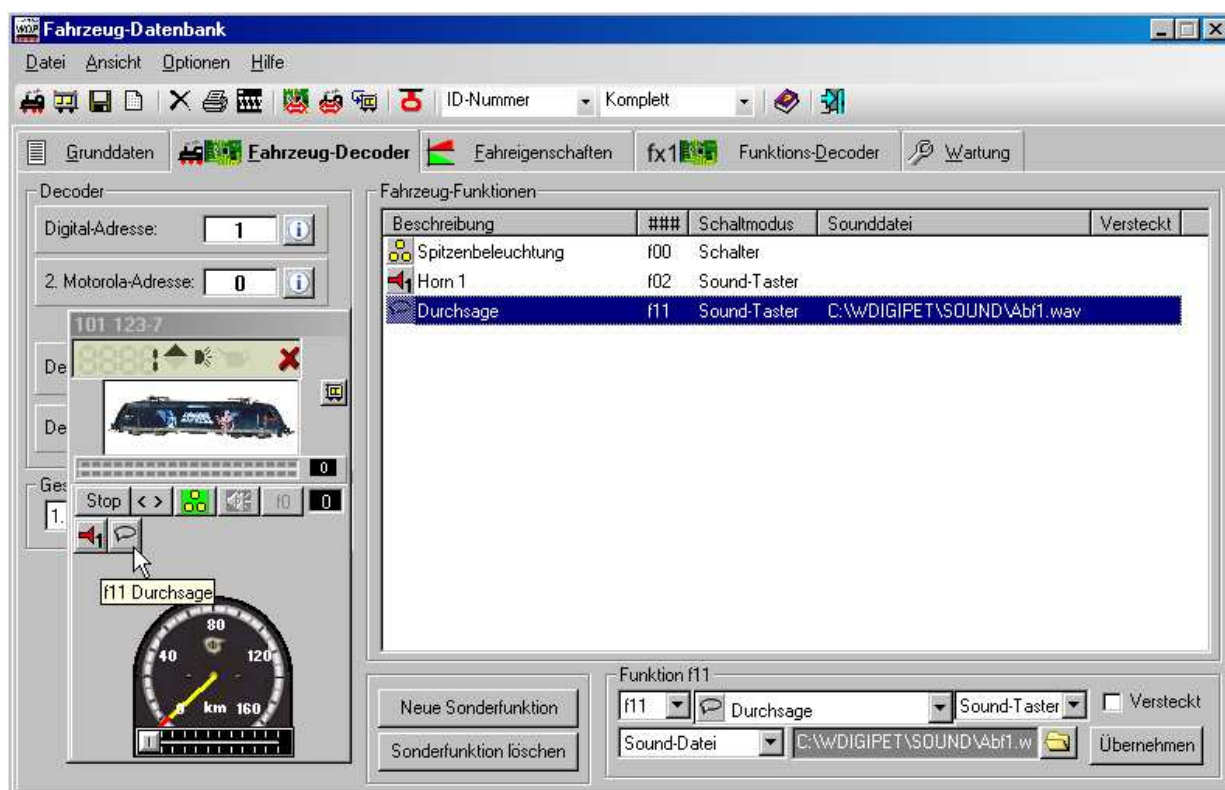 Fahrzeug-Datenbank
Datei Ansicht Optionen Hilfe
ID-Nummer Komplett
Grunddaten Fahrzeug-Decoder Fahreigenschaften fx1 Funktions-Decoder Wartung
Decoder
Digital-Adresse: 1
2. Motorola-Adresse: 0
De
De
Ges
1.
101 123-7
0
Stop < > f0 0
1
f11 Durchsage
40 80 120
0 km 160
Fahrzeug-Funktionen
Beschreibung ### Schaltmodus Sounddatei Versteckt
Spitzenbeleuchtung f00 Schalter
1 Horn 1 f02 Sound-Taster
Durchsage f11 Sound-Taster C:\WDIGIPET\SOUND\Abf1.wav
Neue Sonderfunktion
Sonderfunktion löschen
Funktion f11
f11 Durchsage Sound-Taster Versteckt
Sound-Datei C:\WDIGIPET\SOUND\Abf1.w Übernehmen